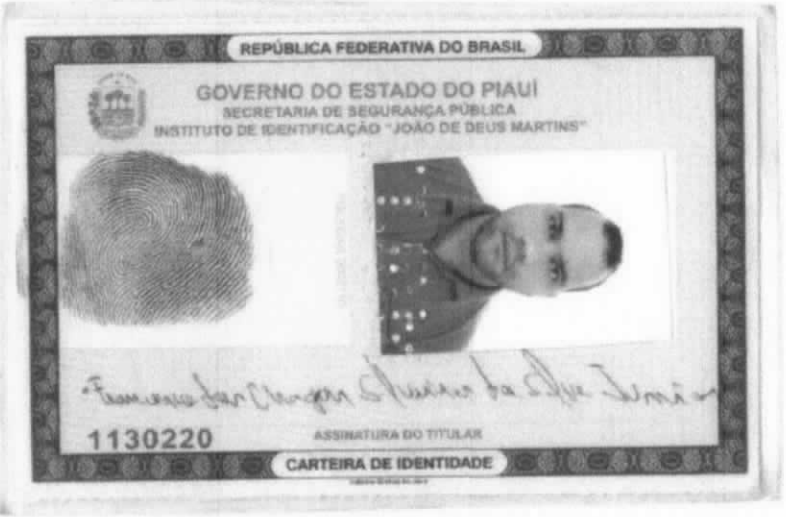 REPÚBLICA FEDERATIVA DO BRASIL
GOVERNO DO ESTADO DO PIAUÍ
SECRETARIA DE SEGURANÇA PÚBLICA
INSTITUTO DE IDENTIFICAÇÃO "JOÃO DE DEUS MARTINS"
1130220
ASSINATURA DO TITULAR
CARTEIRA DE IDENTIDADE